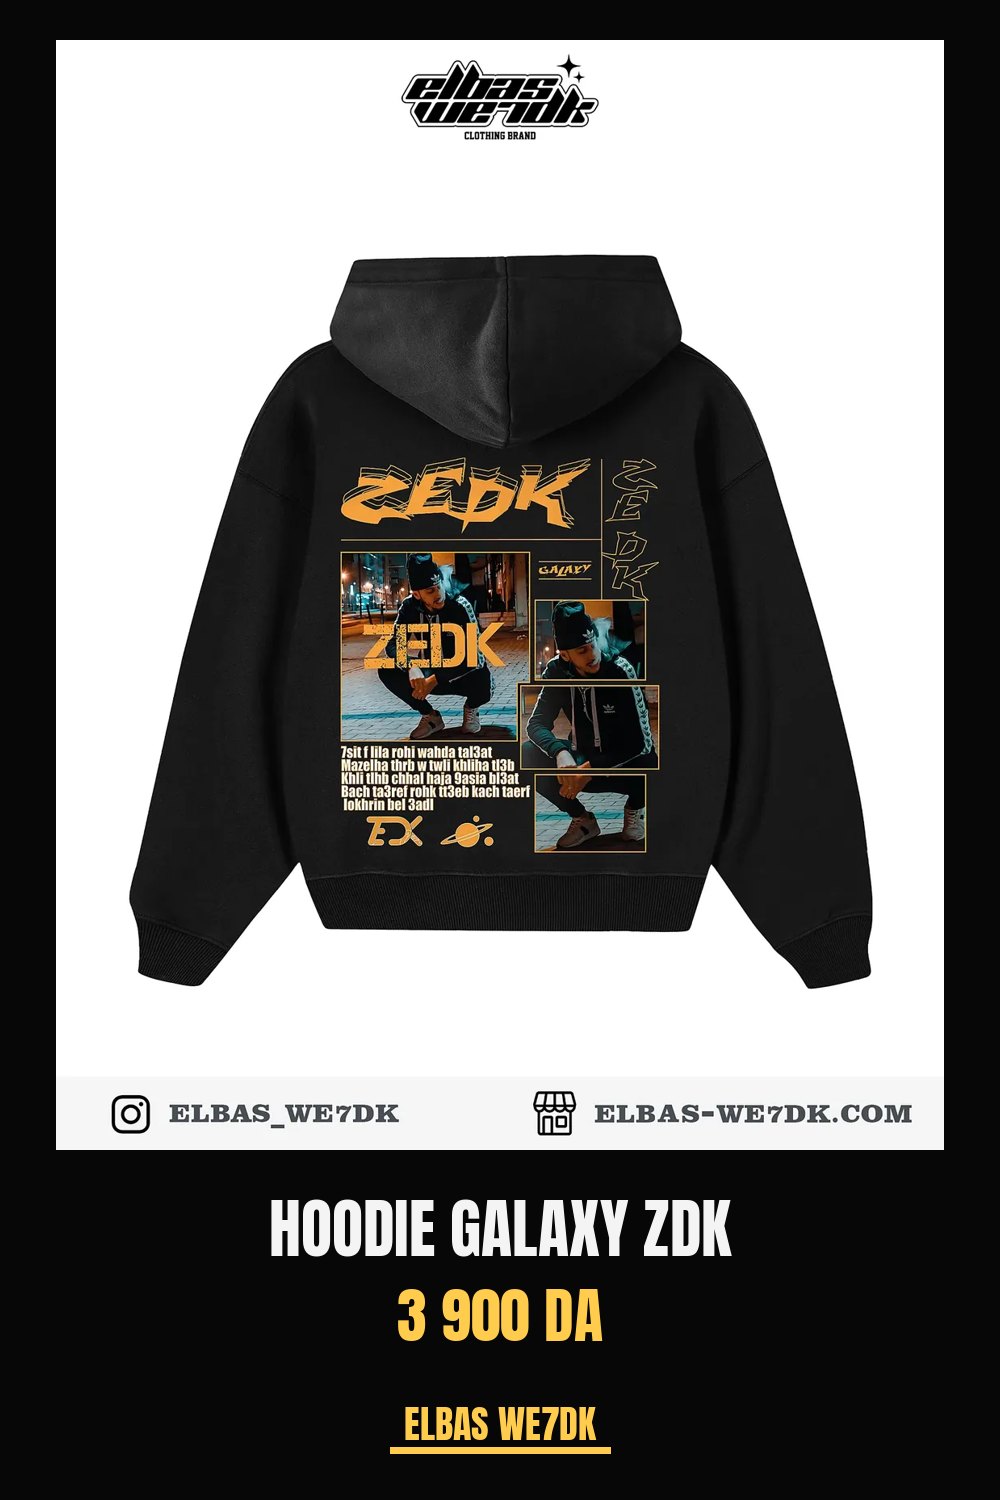 elbas
we7dk
CLOTHING BRAND
ZEDK
ZEDK
GALAXY
ZEDK
7sit f lila rohi wahda tal3at
Mazelha thrb w twli khliha tl3b
Khli tlhb chhal haja 9asia bl3at
Bach ta3ref rohk tt3eb kach taerf
lokhrin bel 3adl
ELBAS_WE7DK
ELBAS-WE7DK.COM
HOODIE GALAXY ZDK
3 900 DA
ELBAS WE7DK